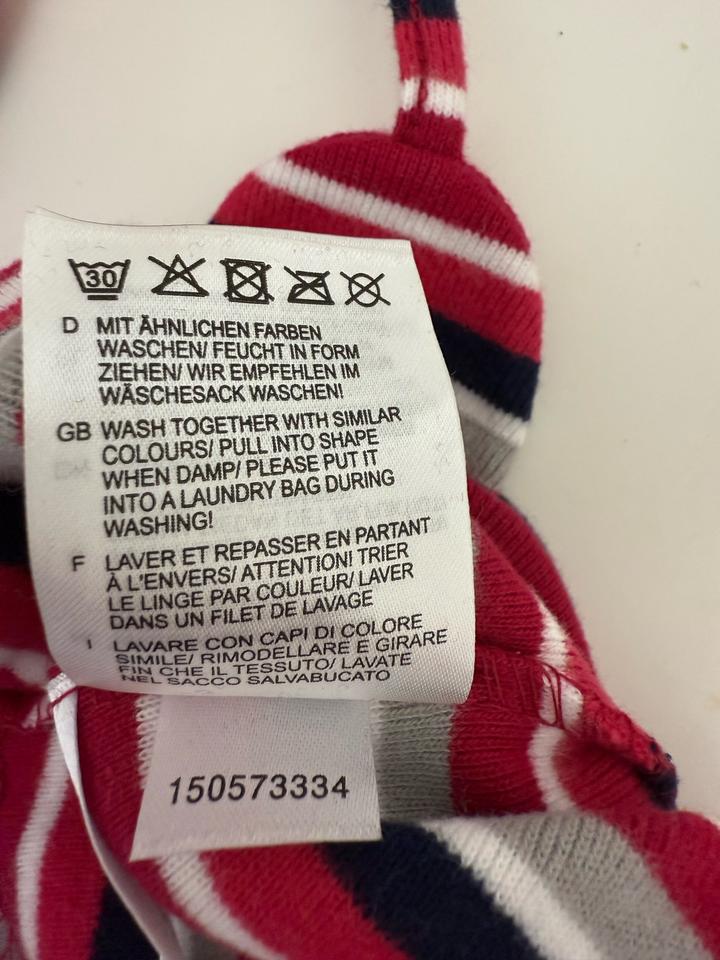 30
D MIT ÄHNLICHEN FARBEN
WASCHEN/ FEUCHT IN FORM
ZIEHEN/ WIR EMPFEHLEN IM
WÄSCHESACK WASCHEN!
GB WASH TOGETHER WITH SIMILAR
COLOURS/ PULL INTO SHAPE
WHEN DAMP/ PLEASE PUT IT
INTO A LAUNDRY BAG DURING
WASHING!
F LAVER ET REPASSER EN PARTANT
À L'ENVERS/ ATTENTION! TRIER
LE LINGE PAR COULEUR/ LAVER
DANS UN FILET DE LAVAGE
I LAVARE CON CAPI DI COLORE
SIMILE/ RIMODELLARE E GIRARE
FIN CHE IL TESSUTO/ LAVATE
NEL SACCO SALVABUCATO
150573334